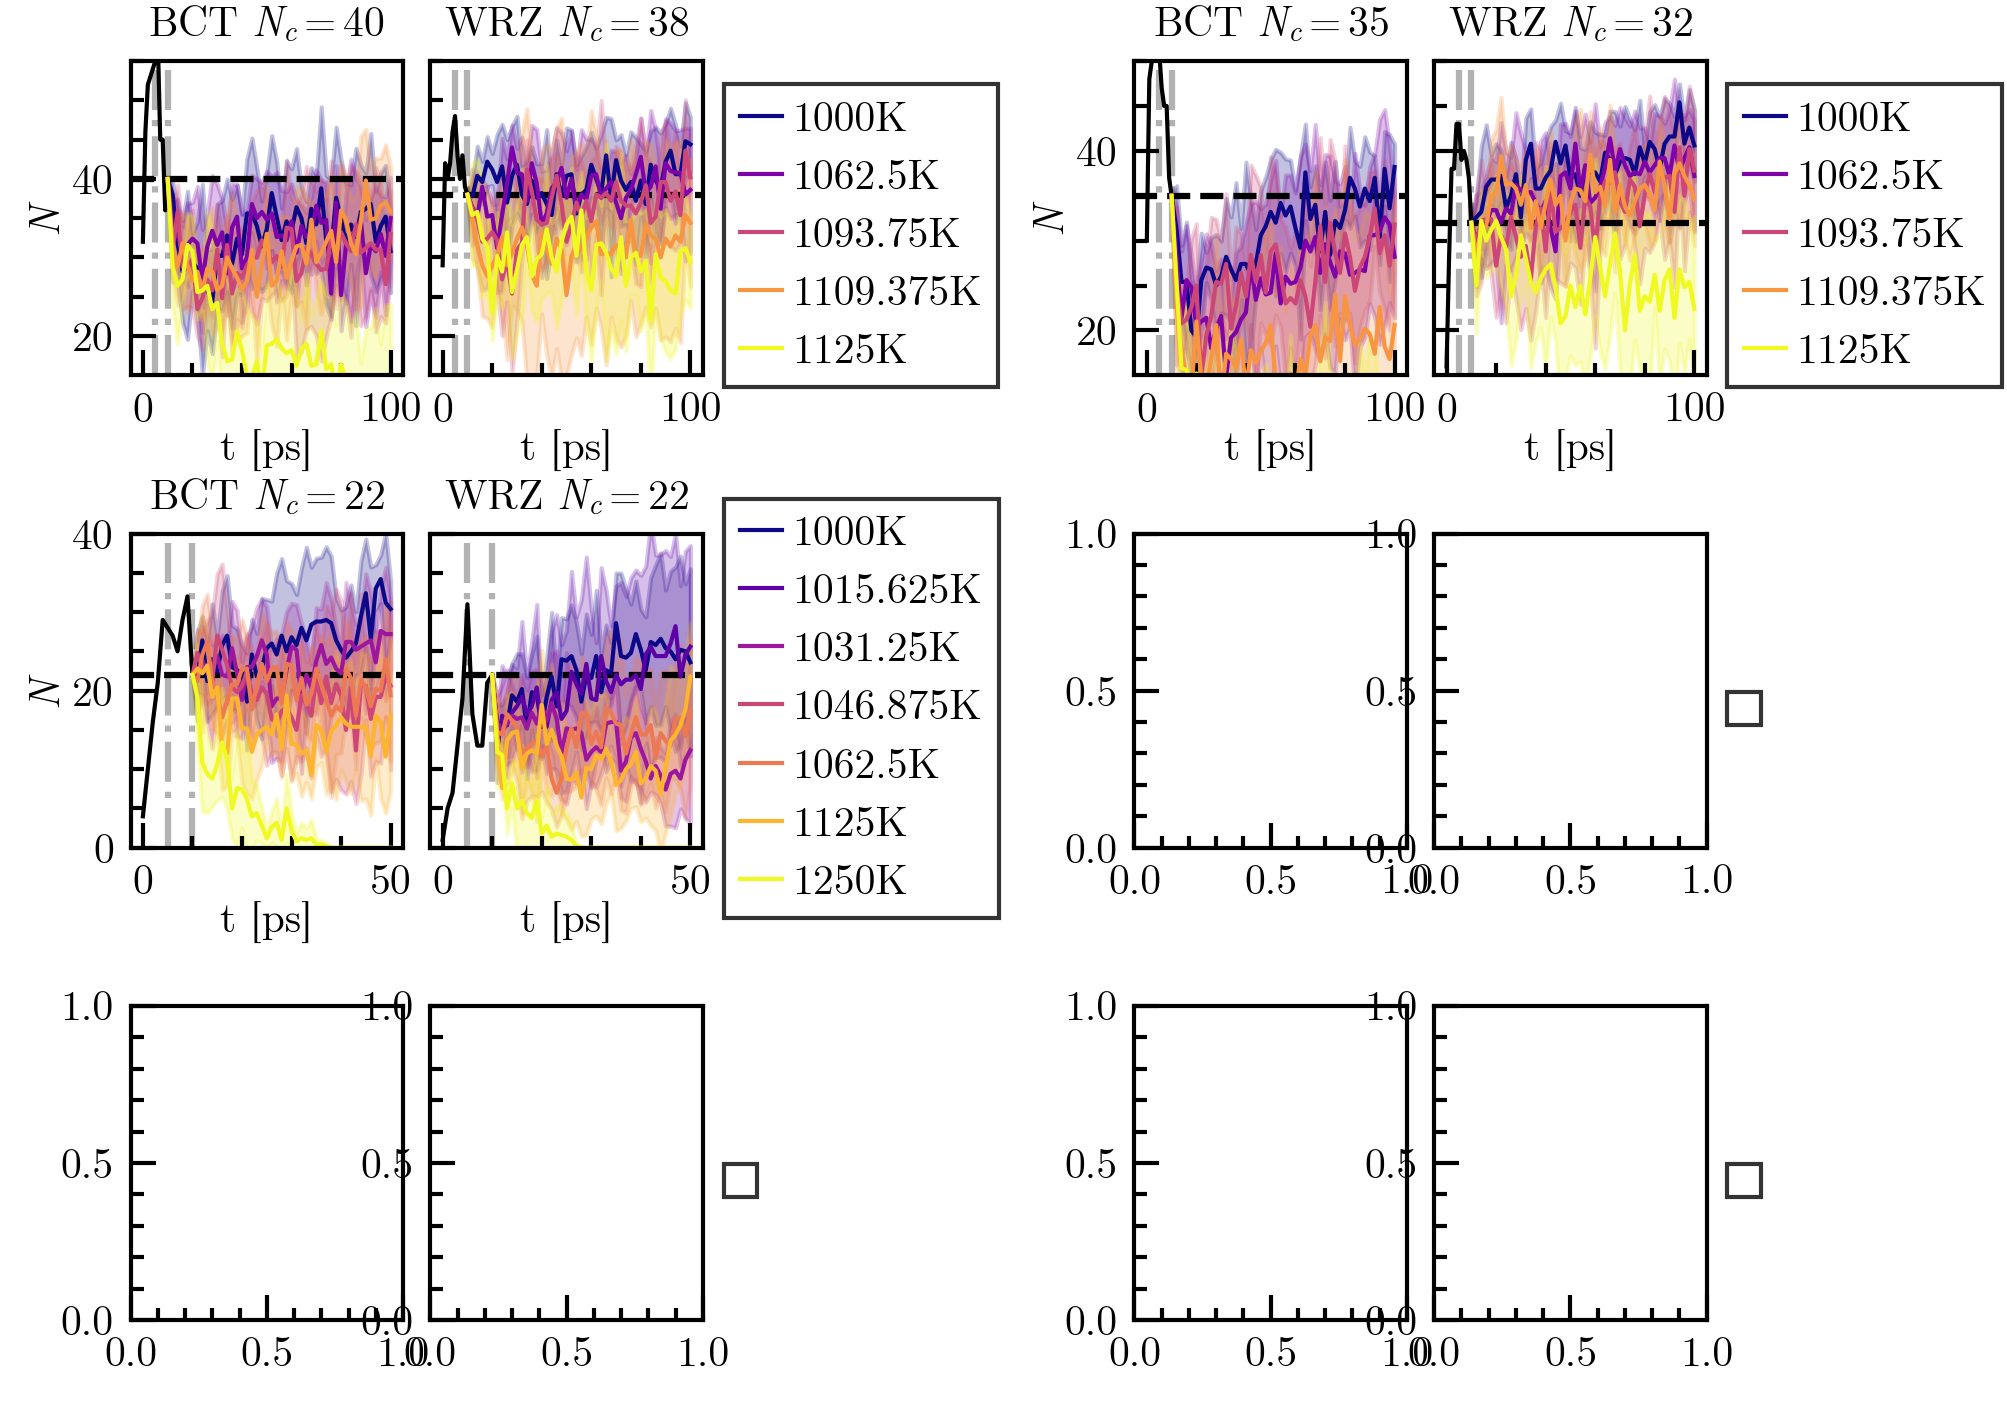 BCT N_c = 40
WRZ N_c = 38
N
40
20
0
100
0
100
t [ps]
t [ps]
1000K
1062.5K
1093.75K
1109.375K
1125K
BCT N_c = 35
WRZ N_c = 32
N
40
20
0
100
0
100
t [ps]
t [ps]
1000K
1062.5K
1093.75K
1109.375K
1125K
BCT N_c = 22
WRZ N_c = 22
N
40
20
0
0
50
0
50
t [ps]
t [ps]
1000K
1015.625K
1031.25K
1046.875K
1062.5K
1125K
1250K
1.0
0.5
0.0
0.0
0.5
1.0
1.0
0.5
0.0
0.0
0.5
1.0
1.0
0.5
0.0
0.0
0.5
1.0
1.0
0.5
0.0
0.0
0.5
1.0
1.0
0.5
0.0
0.0
0.5
1.0
1.0
0.5
0.0
0.0
0.5
1.0